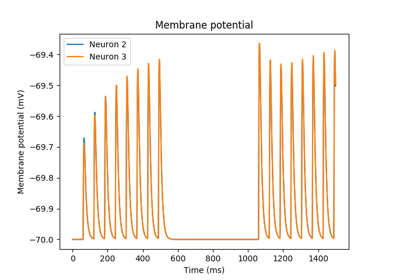 Membrane potential
Neuron 2
Neuron 3
Membrane potential (mV)
−69.4
−69.5
−69.6
−69.7
−69.8
−69.9
−70.0
0 200 400 600 800 1000 1200 1400
Time (ms)